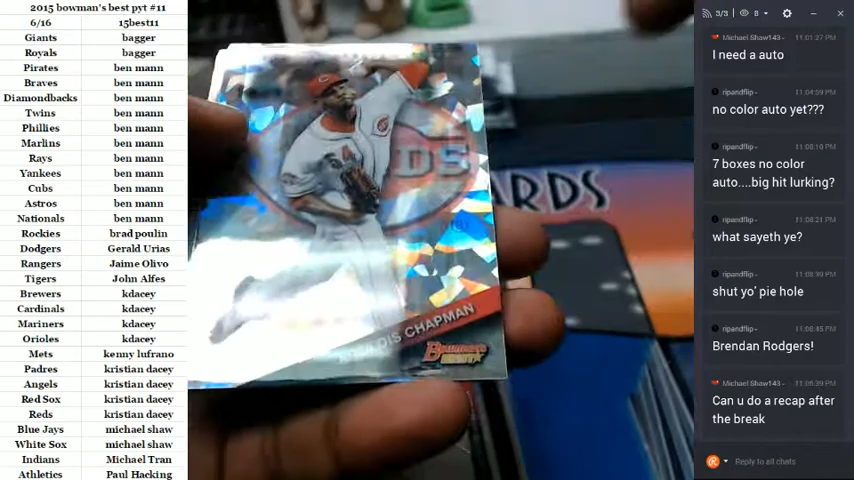 2015 bowman's best pyt #11
6/16 15best11
Giants bagger
Royals bagger
Pirates ben mann
Braves ben mann
Diamondbacks ben mann
Twins ben mann
Phillies ben mann
Marlins ben mann
Rays ben mann
Yankees ben mann
Cubs ben mann
Astros ben mann
Nationals ben mann
Rockies brad poulin
Dodgers Gerald Urias
Rangers Jaime Olivo
Tigers John Alfes
Brewers kdacey
Cardinals kdacey
Mariners kdacey
Orioles kdacey
Mets kenny lufrano
Padres kristian dacey
Angels kristian dacey
Red Sox kristian dacey
Reds kristian dacey
Blue Jays michael shaw
White Sox michael shaw
Indians Michael Tran
Athletics Paul Hacking
DS
CHAPMAN
Bowman's
BEST
ARDS
3/3 8
Michael Shaw143 11:01:27 PM
I need a auto
ripandflip 11:04:59 PM
no color auto yet???
ripandflip 11:08:10 PM
7 boxes no color
auto....big hit lurking?
ripandflip 11:08:21 PM
what sayeth ye?
ripandflip 11:08:39 PM
shut yo' pie hole
ripandflip 11:08:45 PM
Brendan Rodgers!
Michael Shaw143
Can u do a recap after
the break
Reply to all chats